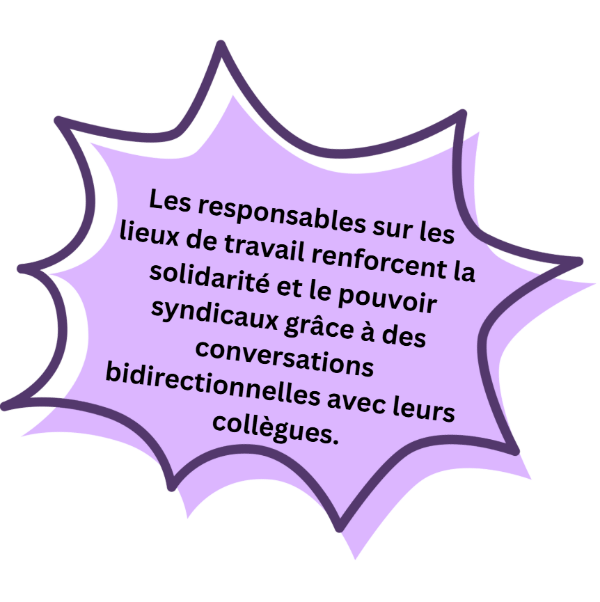 Les responsables sur les
lieux de travail renforcent la
solidarité et le pouvoir
syndicaux grâce à des
conversations
bidirectionnelles avec leurs
collègues.